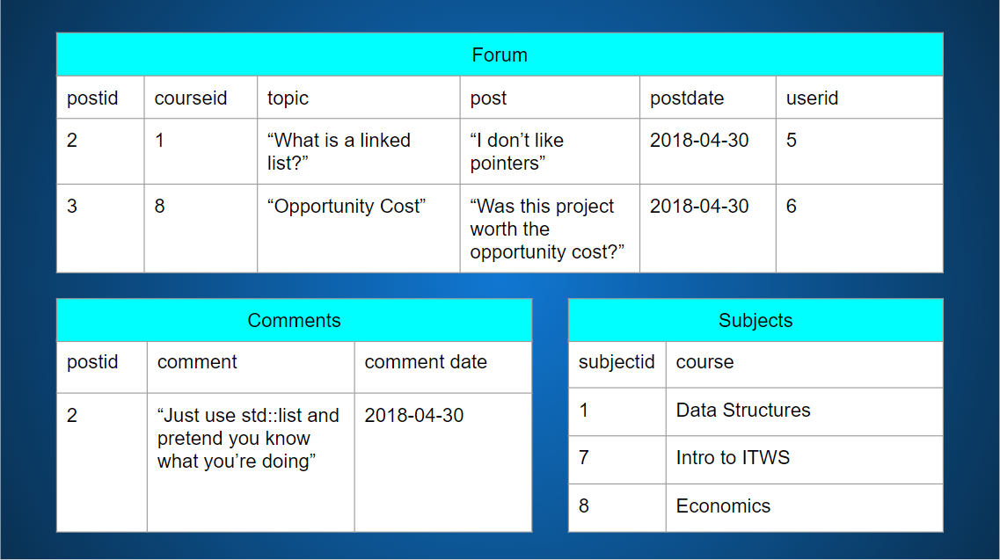 Forum
postid courseid topic post postdate userid
2 1 “What is a linked list?” “I don’t like pointers” 2018-04-30 5
3 8 “Opportunity Cost” “Was this project worth the opportunity cost?” 2018-04-30 6
Comments
postid comment comment date
2 “Just use std::list and pretend you know what you’re doing” 2018-04-30
Subjects
subjectid course
1 Data Structures
7 Intro to ITWS
8 Economics